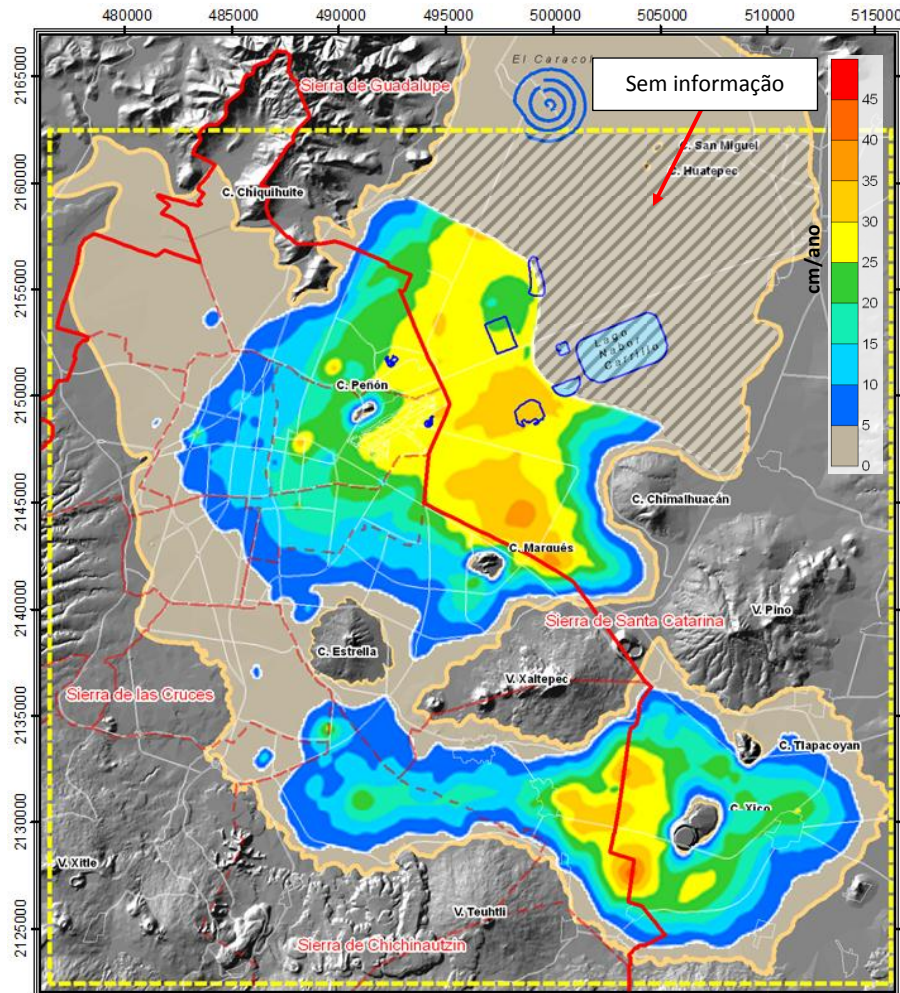 480000 485000 490000 495000 500000 505000 510000 515000
2165000
2160000
2155000
2150000
2145000
2140000
2135000
2130000
2125000
El Caracol
Sem informação
Sierra de Guadalupe
C. San Miguel
C. Huatepec
C. Chiquihuite
cm/ano
45
40
35
30
25
20
15
10
5
0
Lago
Nabor
Carrillo
C. Peñón
C. Chimalhuacán
C. Marqués
V. Pino
Sierra de Santa Catarina
C. Estrella
V. Xaltepec
Sierra de las Cruces
C. Tlapacoyan
C. Xico
V. Xitle
V. Teuhtli
Sierra de Chichinautzin